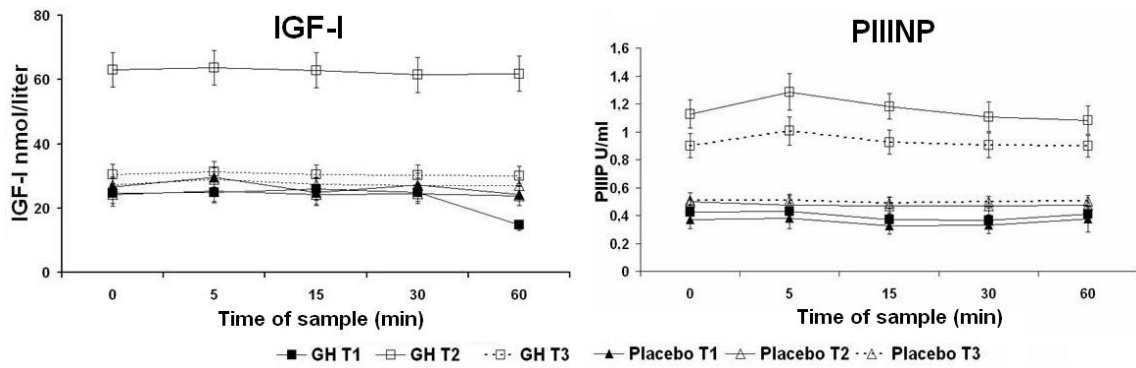 IGF-I
IGF-I nmol/liter
80
60
40
20
0
0 5 15 30 60
Time of sample (min)
PIIINP
PIIIP U/ml
1.6
1.4
1.2
1
0.8
0.6
0.4
0.2
0
0 5 15 30 60
Time of sample (min)
GH T1 GH T2 GH T3 Placebo T1 Placebo T2 Placebo T3